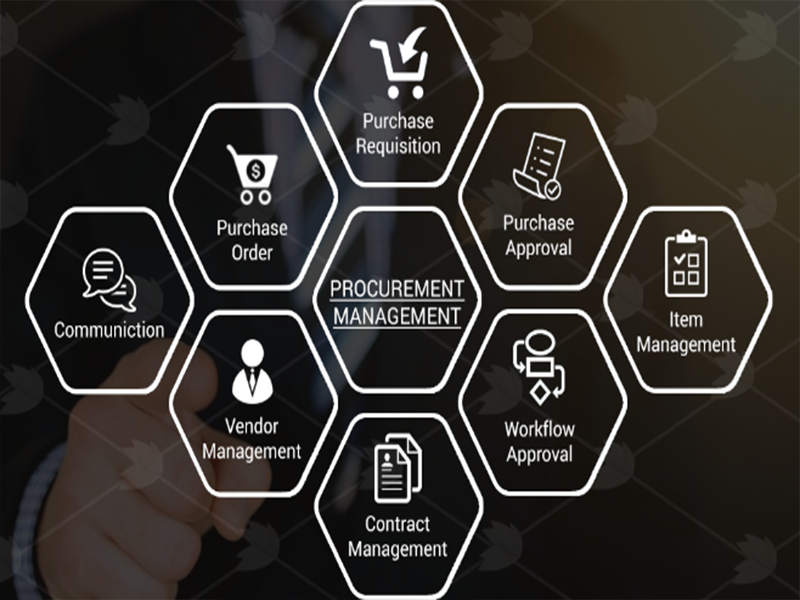 Purchase
Requisition
Purchase
Order
$
Purchase
Approval
Communiction
PROCUREMENT
MANAGEMENT
Item
Management
Vendor
Management
Workflow
Approval
Contract
Management